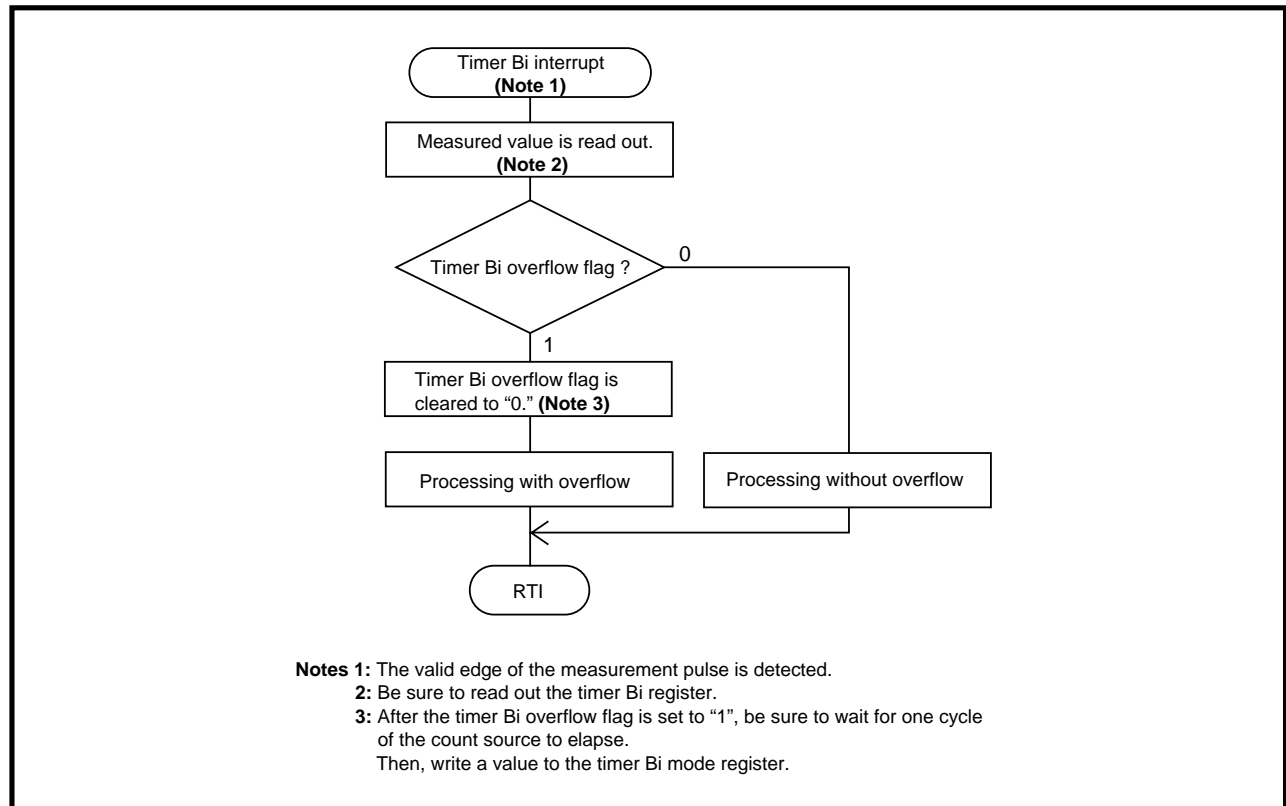 Timer Bi interrupt
(Note 1)
Measured value is read out.
(Note 2)
Timer Bi overflow flag ?
0
1
Timer Bi overflow flag is
cleared to “0.” (Note 3)
Processing with overflow
Processing without overflow
RTI
Notes 1: The valid edge of the measurement pulse is detected.
2: Be sure to read out the timer Bi register.
3: After the timer Bi overflow flag is set to “1”, be sure to wait for one cycle
of the count source to elapse.
Then, write a value to the timer Bi mode register.